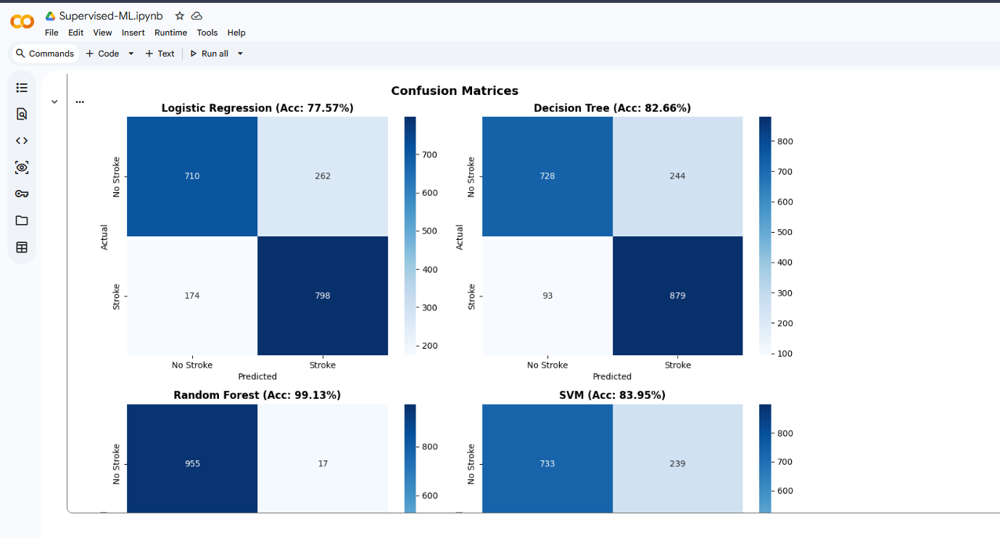 Supervised-ML.ipynb
File Edit View Insert Runtime Tools Help
Commands + Code + Text Run all
Confusion Matrices
Logistic Regression (Acc: 77.57%)
No Stroke
Stroke
Actual
710 262
174 798
No Stroke Stroke
Predicted
700
600
500
400
300
200
Decision Tree (Acc: 82.66%)
No Stroke
Stroke
Actual
728 244
93 879
No Stroke Stroke
Predicted
800
700
600
500
400
300
200
100
Random Forest (Acc: 99.13%)
No Stroke
955 17
800
600
SVM (Acc: 83.95%)
No Stroke
733 239
800
700
600